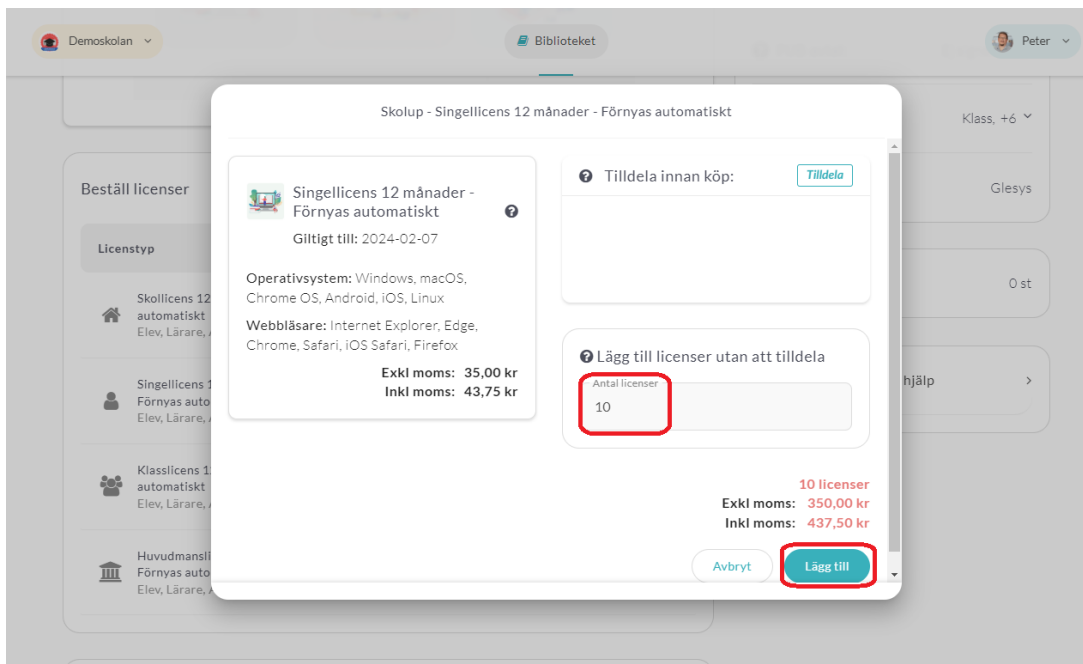 Demoskolan
Biblioteket
Peter
Skolup - Singellicens 12 månader - Förnyas automatiskt
Klass, +6
Beställ licenser
Glesys
Licenstyp
0 st
Skollicens 12
automatiskt
Elev, Lärare,
hjälp
Singellicens 1
Förnyas auto
Elev, Lärare,
Klasslicens 1
automatiskt
Elev, Lärare,
Huvudmansli
Förnyas auto
Elev, Lärare,
Singellicens 12 månader -
Förnyas automatiskt
Giltigt till: 2024-02-07
Operativsystem: Windows, macOS,
Chrome OS, Android, iOS, Linux
Webbläsare: Internet Explorer, Edge,
Chrome, Safari, iOS Safari, Firefox
Exkl moms: 35,00 kr
Inkl moms: 43,75 kr
Tilldela innan köp:
Tilldela
Lägg till licenser utan att tilldela
Antal licenser
10
10 licenser
Exkl moms: 350,00 kr
Inkl moms: 437,50 kr
Avbryt
Lägg till